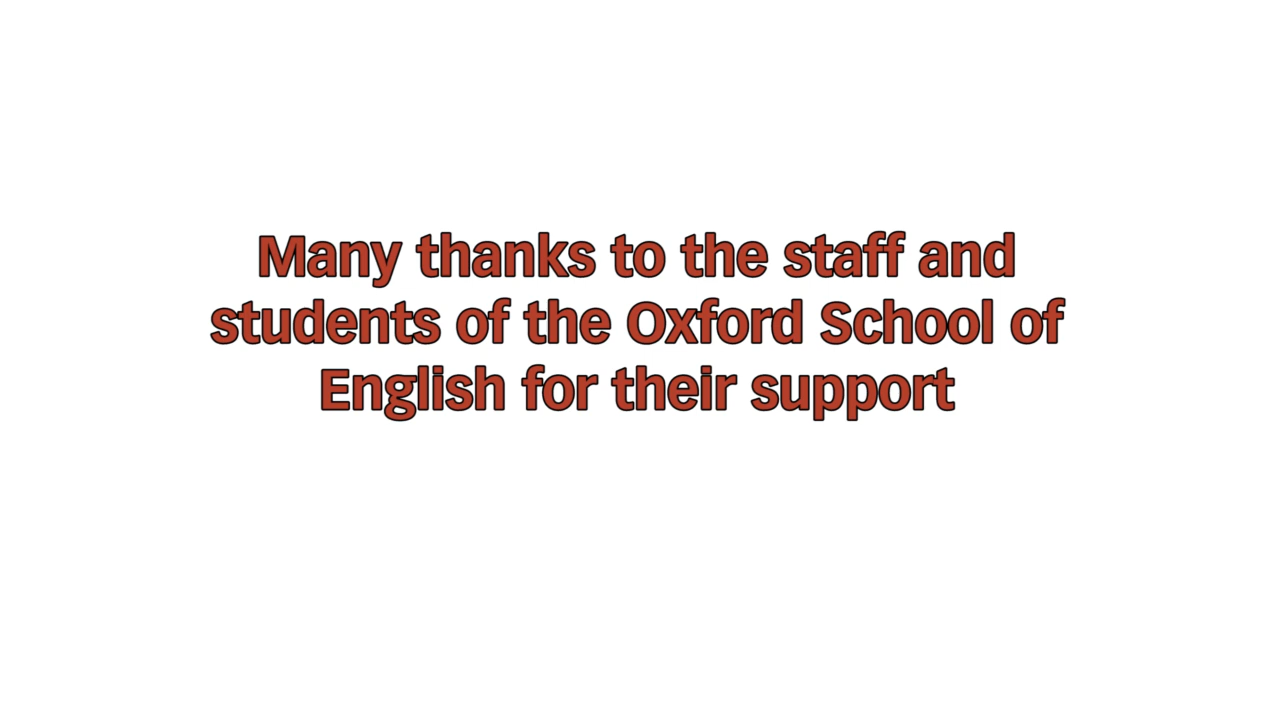 Many thanks to the staff and
students of the Oxford School of
English for their support